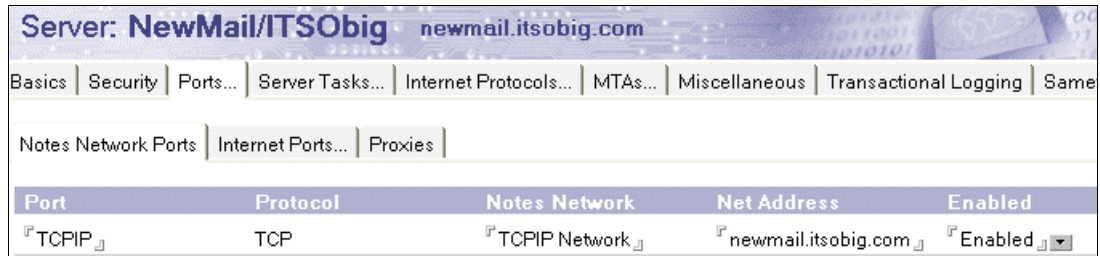 Server: NewMail/ITSObig newmail.itsobig.com
Basics Security Ports... Server Tasks... Internet Protocols... MTAs... Miscellaneous Transactional Logging Same
Notes Network Ports Internet Ports... Proxies
Port Protocol Notes Network Net Address Enabled
TCPIP TCP TCPIP Network newmail.itsobig.com Enabled